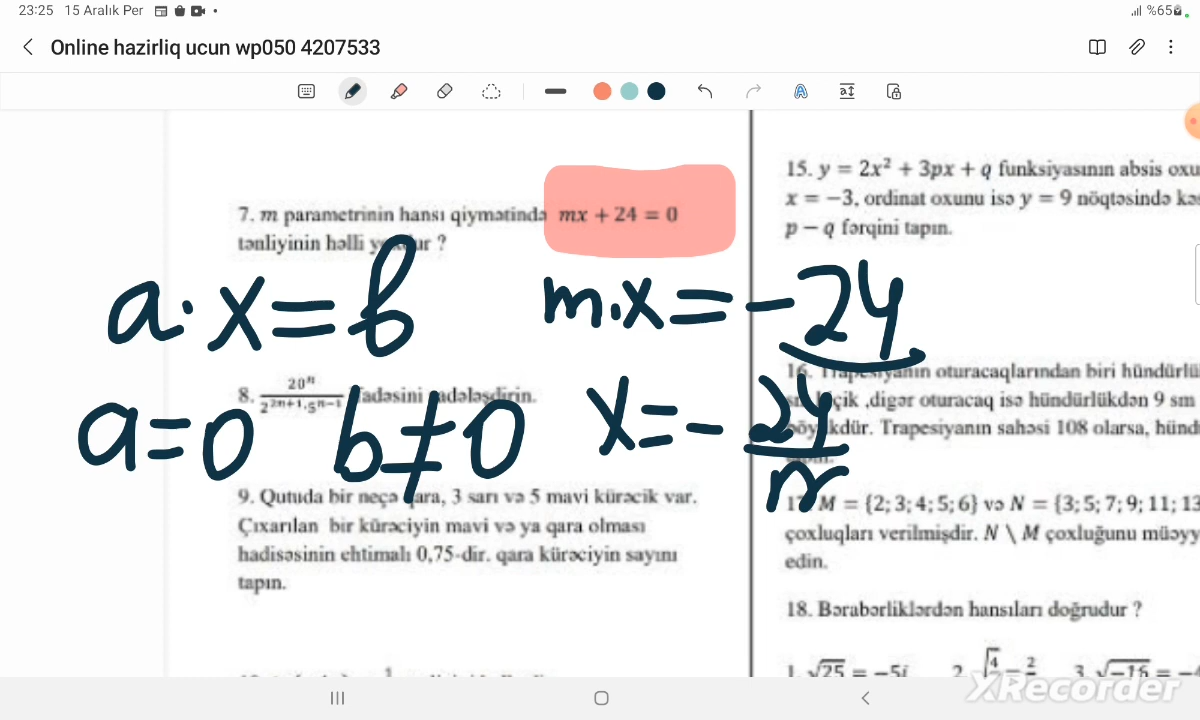 23:25 15 Aralık Per
%65
Online hazirliq ucun wp050 4207533
7. m parametrinin hansı qiymətində mx + 24 = 0
tənliyinin həlli yoxdur ?
a·x=b m·x=-24
8. 20ⁿ / 2²ⁿ⁺¹·5ⁿ⁻¹ ifadəsini sadələşdirin.
a=0 b≠0 x=-24/m
9. Qutuda bir neçə qara, 3 sarı və 5 mavi kürəcik var.
Çıxarılan bir kürəciyin mavi və ya qara olması
hadisəsinin ehtimalı 0,75-dir. qara kürəciyin sayını
tapın.
15. y = 2x² + 3px + q funksiyasının absis oxu
x = −3, ordinat oxunu isə y = 9 nöqtəsində
p − q fərqini tapın.
16. Trapesiyanın oturacaqlarından biri
kiçik ,digər oturacaq isə hündürlükdən 9 sm
böyükdür. Trapesiyanın sahəsi 108 olarsa,
17. M = {2; 3; 4; 5; 6} və N = {3; 5; 7; 9; 11; 13
çoxluqları verilmişdir. N \ M çoxluğunu
edin.
18. Bərabərliklərdən hansıları doğrudur ?
1. √25 = −5i 2. 3. √−16 =
XRecorder